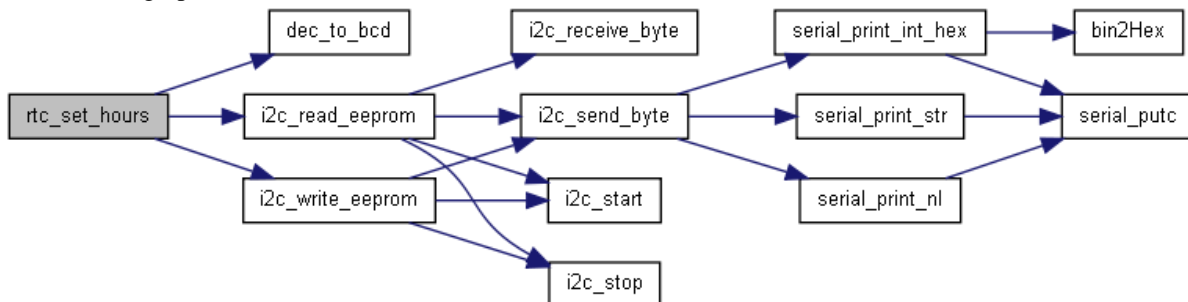 dec_to_bcd
i2c_receive_byte
serial_print_int_hex
bin2Hex
rtc_set_hours
i2c_read_eeprom
i2c_send_byte
serial_print_str
serial_putc
i2c_write_eeprom
i2c_start
serial_print_nl
i2c_stop